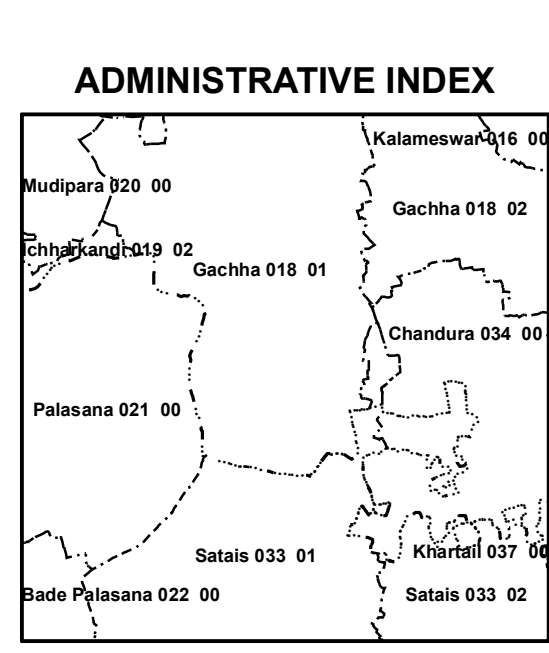 ADMINISTRATIVE INDEX
Kalameswar 016 00
Mudipara 020 00
Gachha 018 02
Ichharkandi 019 02
Gachha 018 01
Chandura 034 00
Palasana 021 00
Satais 033 01
Khartail 037 00
Bade Palasana 022 00
Satais 033 02